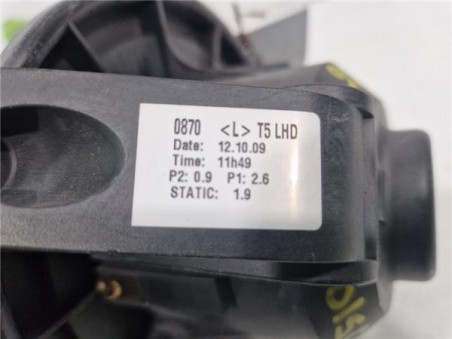 0870 <L> T5 LHD
Date: 12.10.09
Time: 11h49
P2: 0.9 P1: 2.6
STATIC: 1.9